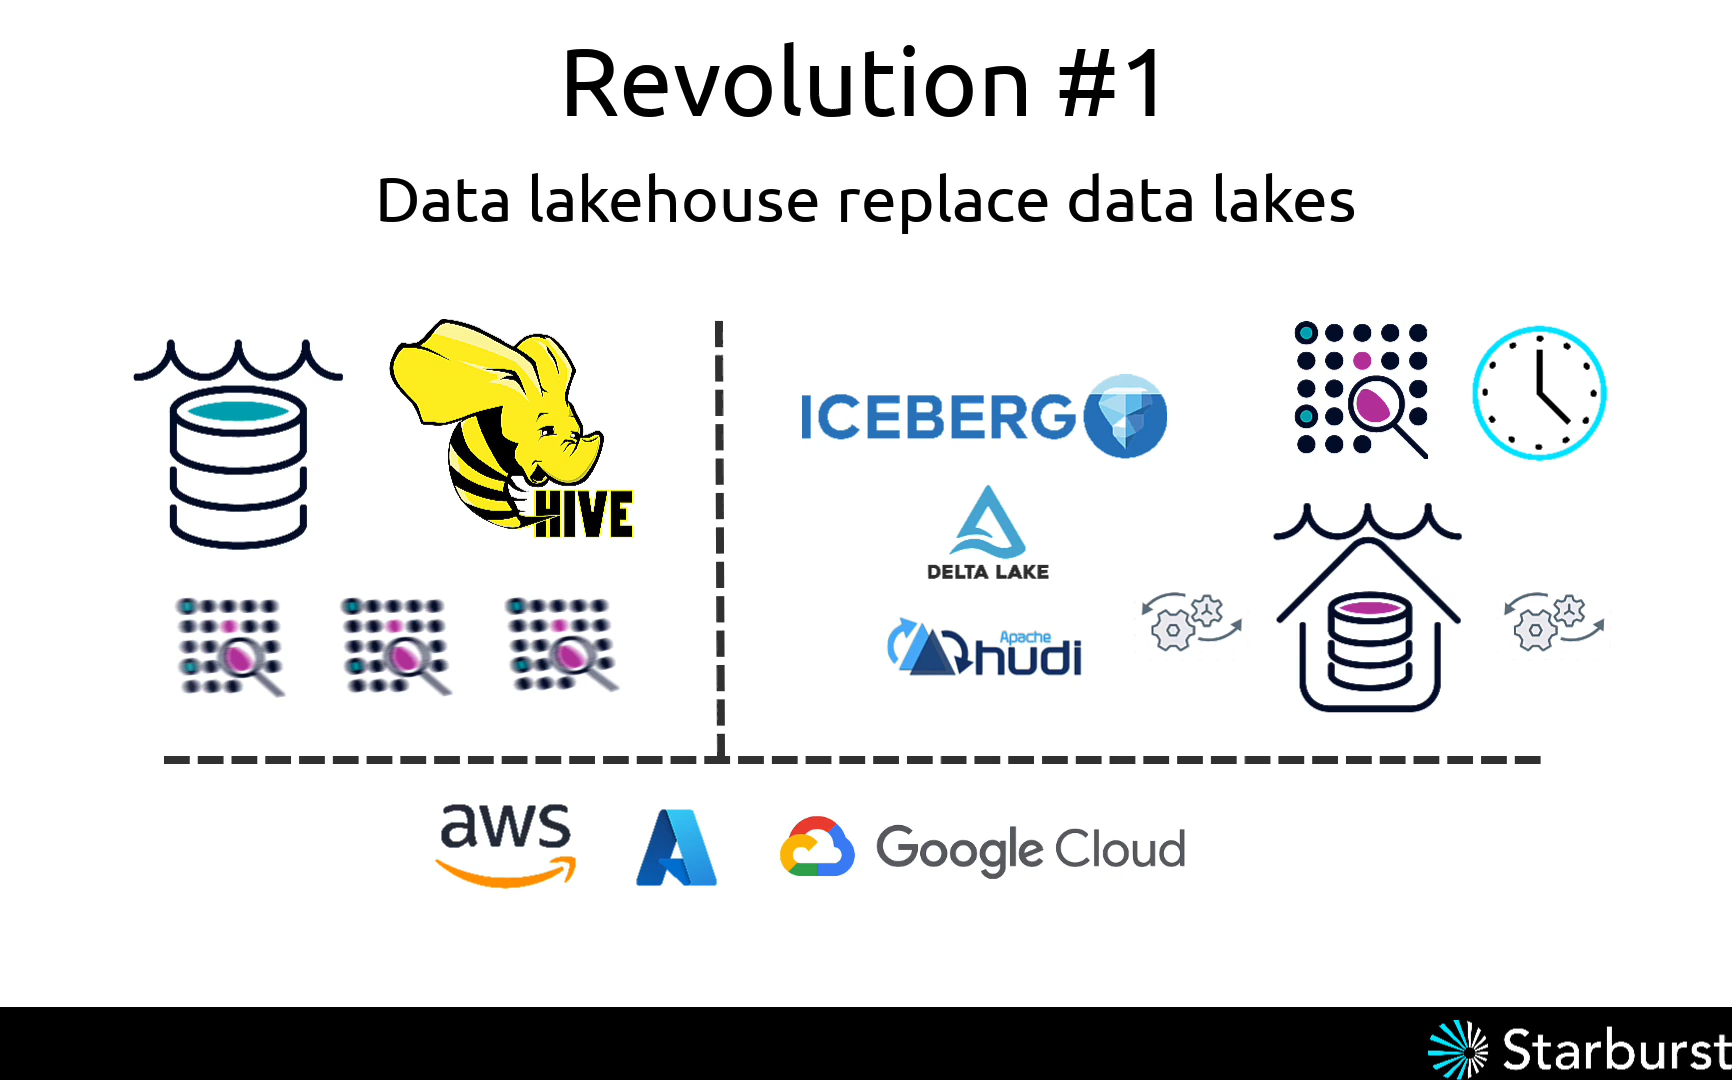 Revolution #1
Data lakehouse replace data lakes
HIVE
ICEBERG
DELTA LAKE
Apache
hudi
aws
Google Cloud
Starburst